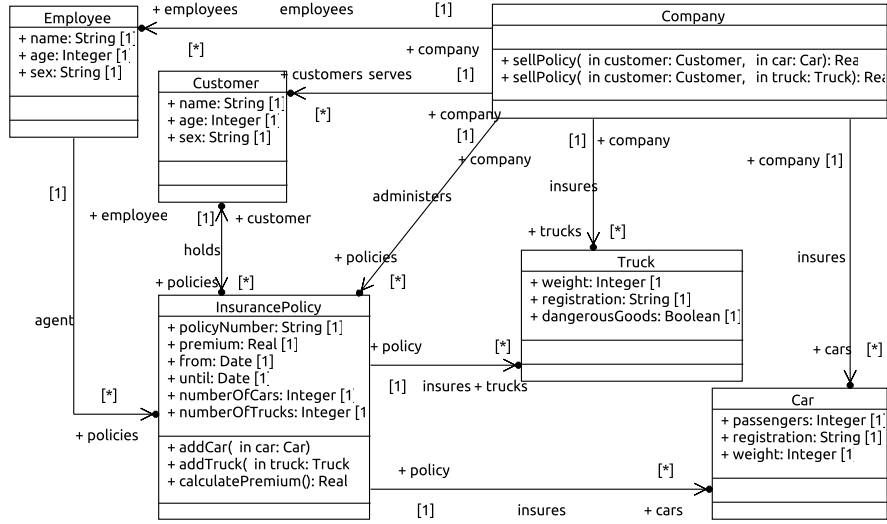 Employee
+ name: String [1]
+ age: Integer [1]
+ sex: String [1]
+ employees
employees
[1]
[*]
Company
+ sellPolicy( in customer: Customer, in car: Car): Rea
+ sellPolicy( in customer: Customer, in truck: Truck): Rea
+ company
Customer
+ name: String [1]
+ age: Integer [1]
+ sex: String [1]
+ customers serves
[1]
[*]
+ company
[1]
+ company
administers
+ policies
[*]
[1]
+ company
insures
+ trucks
[*]
+ company [1]
insures
+ cars
[*]
[1]
+ employee
agent
[*]
+ policies
[1]
+ customer
holds
+ policies
[*]
InsurancePolicy
+ policyNumber: String [1]
+ premium: Real [1]
+ from: Date [1]
+ until: Date [1]
+ numberOfCars: Integer [1]
+ numberOfTrucks: Integer [1
+ addCar( in car: Car)
+ addTruck( in truck: Truck
+ calculatePremium(): Real
Truck
+ weight: Integer [1
+ registration: String [1]
+ dangerousGoods: Boolean [1]
+ policy
[*]
[1]
insures + trucks
Car
+ passengers: Integer [1]
+ registration: String [1]
+ weight: Integer [1
+ policy
[*]
[1]
insures
+ cars